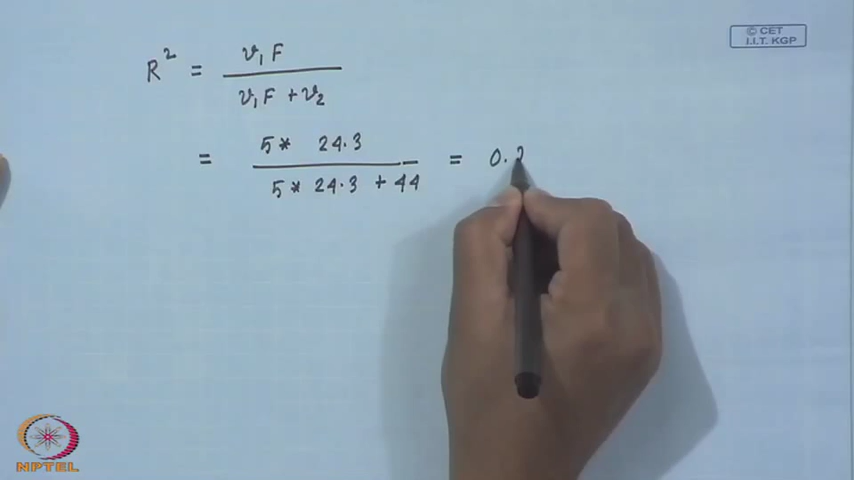 © CET
I.I.T. KGP
R² = v₁F / v₁F + v₂
= 5* 24.3 / 5* 24.3 + 44 = 0.
NPTEL